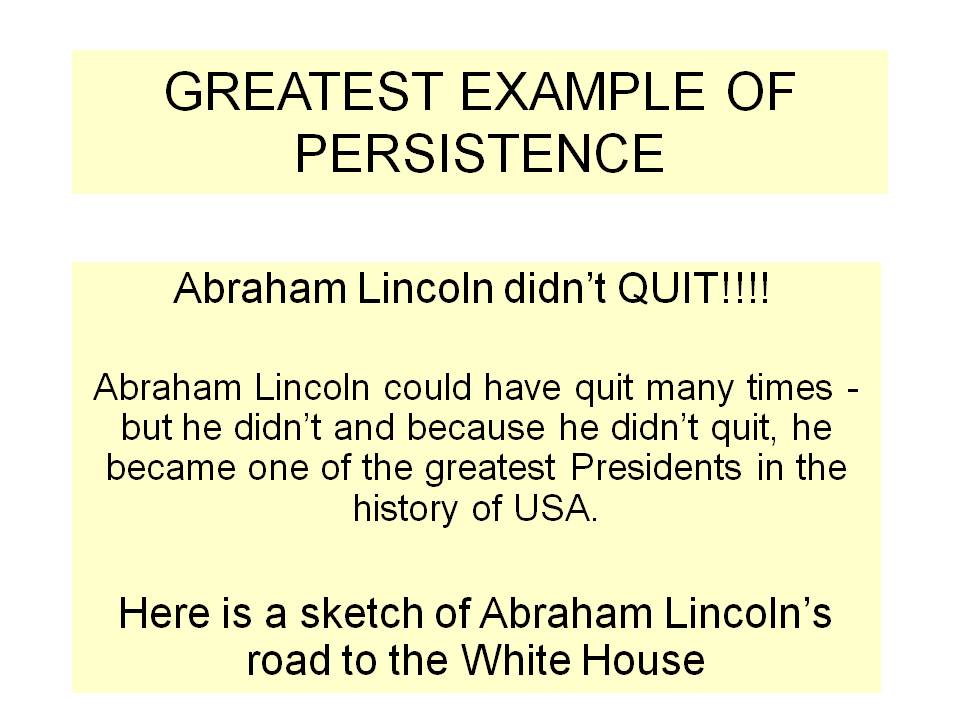 GREATEST EXAMPLE OF
PERSISTENCE
Abraham Lincoln didn’t QUIT!!!!
Abraham Lincoln could have quit many times -
but he didn’t and because he didn’t quit, he
became one of the greatest Presidents in the
history of USA.
Here is a sketch of Abraham Lincoln’s
road to the White House